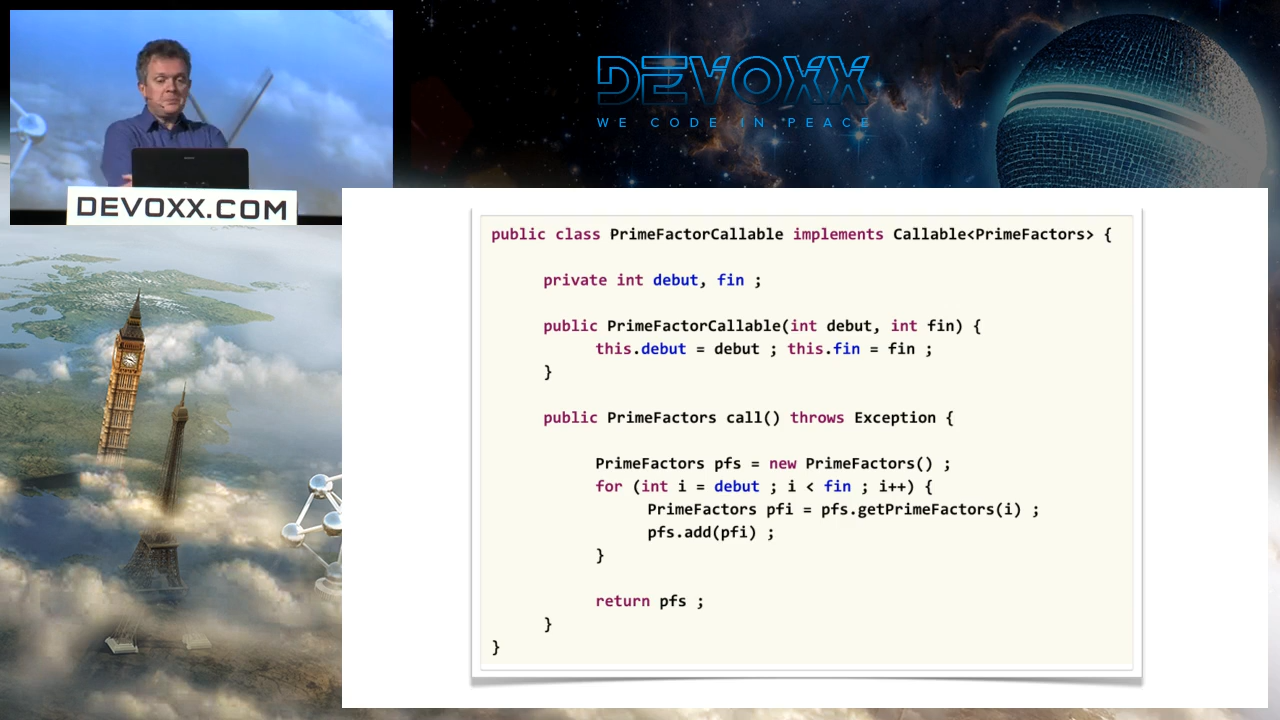 DEVOXX
WE CODE IN PEACE
DEVOXX.COM
public class PrimeFactorCallable implements Callable<PrimeFactors> {
private int debut, fin ;
public PrimeFactorCallable(int debut, int fin) {
this.debut = debut ; this.fin = fin ;
}
public PrimeFactors call() throws Exception {
PrimeFactors pfs = new PrimeFactors() ;
for (int i = debut ; i < fin ; i++) {
PrimeFactors pfi = pfs.getPrimeFactors(i) ;
pfs.add(pfi) ;
}
return pfs ;
}
}